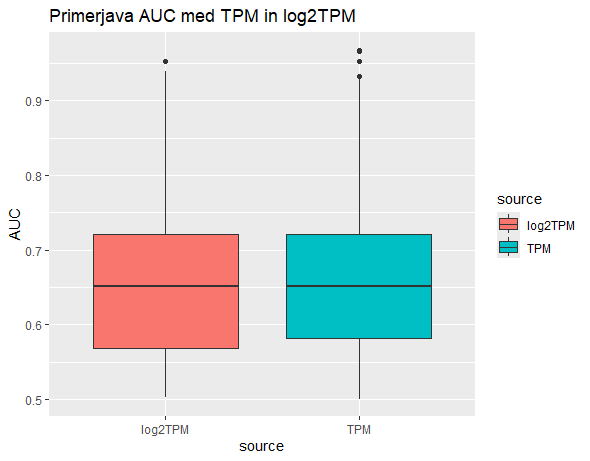 Primerjava AUC med TPM in log2TPM
AUC
0.9
0.8
0.7
0.6
0.5
log2TPM
TPM
source
source
log2TPM
TPM